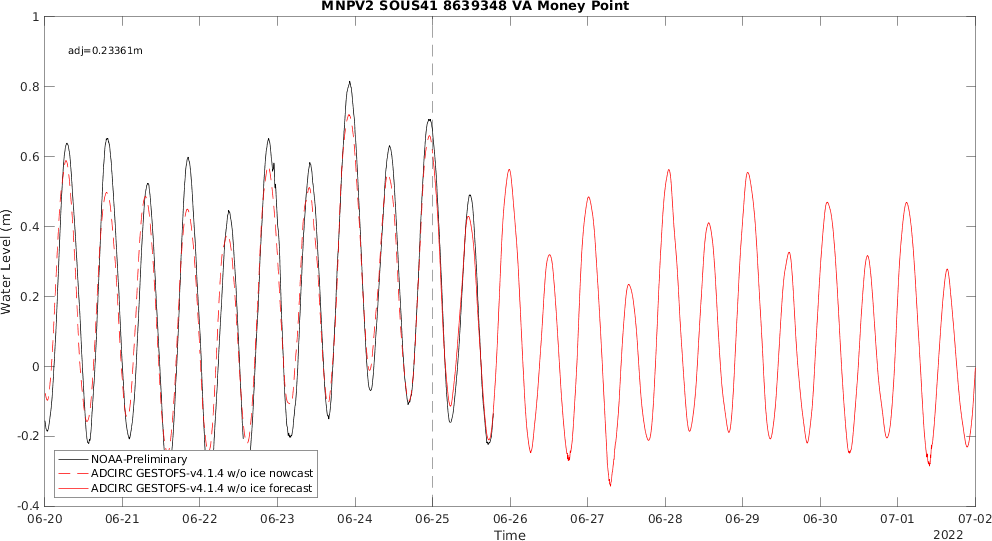 MNPV2 SOUS41 8639348 VA Money Point
adj=0.23361m
1
0.8
0.6
0.4
0.2
0
-0.2
-0.4
Water Level (m)
NOAA-Preliminary
ADCIRC GESTOFS-v4.1.4 w/o ice nowcast
ADCIRC GESTOFS-v4.1.4 w/o ice forecast
06-20 06-21 06-22 06-23 06-24 06-25 06-26 06-27 06-28 06-29 06-30 07-01 07-02
Time
2022